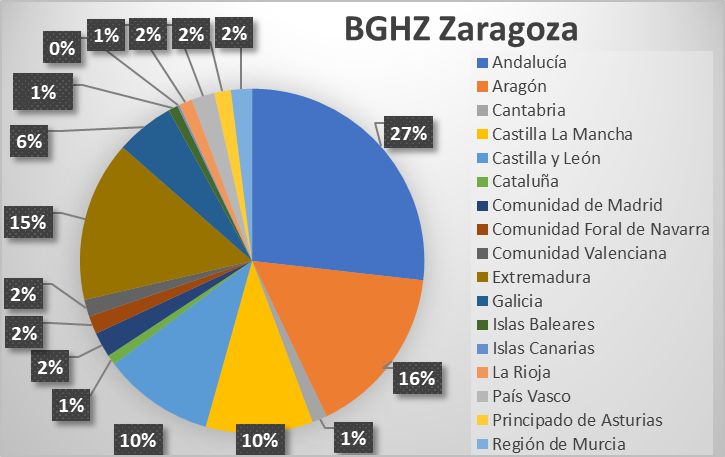 BGHZ Zaragoza
0%
1%
2%
2%
2%
1%
6%
15%
2%
2%
2%
1%
10%
10%
1%
16%
27%
Andalucía
Aragón
Cantabria
Castilla La Mancha
Castilla y León
Cataluña
Comunidad de Madrid
Comunidad Foral de Navarra
Comunidad Valenciana
Extremadura
Galicia
Islas Baleares
Islas Canarias
La Rioja
País Vasco
Principado de Asturias
Región de Murcia